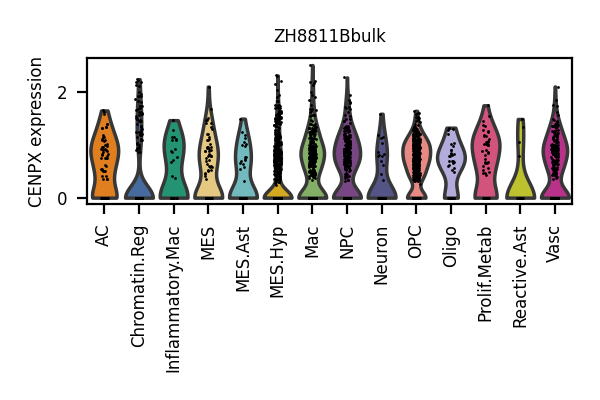 ZH8811Bbulk
CENPX expression
2
0
AC
Chromatin.Reg
Inflammatory.Mac
MES
MES.Ast
MES.Hyp
Mac
NPC
Neuron
OPC
Oligo
Prolif.Metab
Reactive.Ast
Vasc